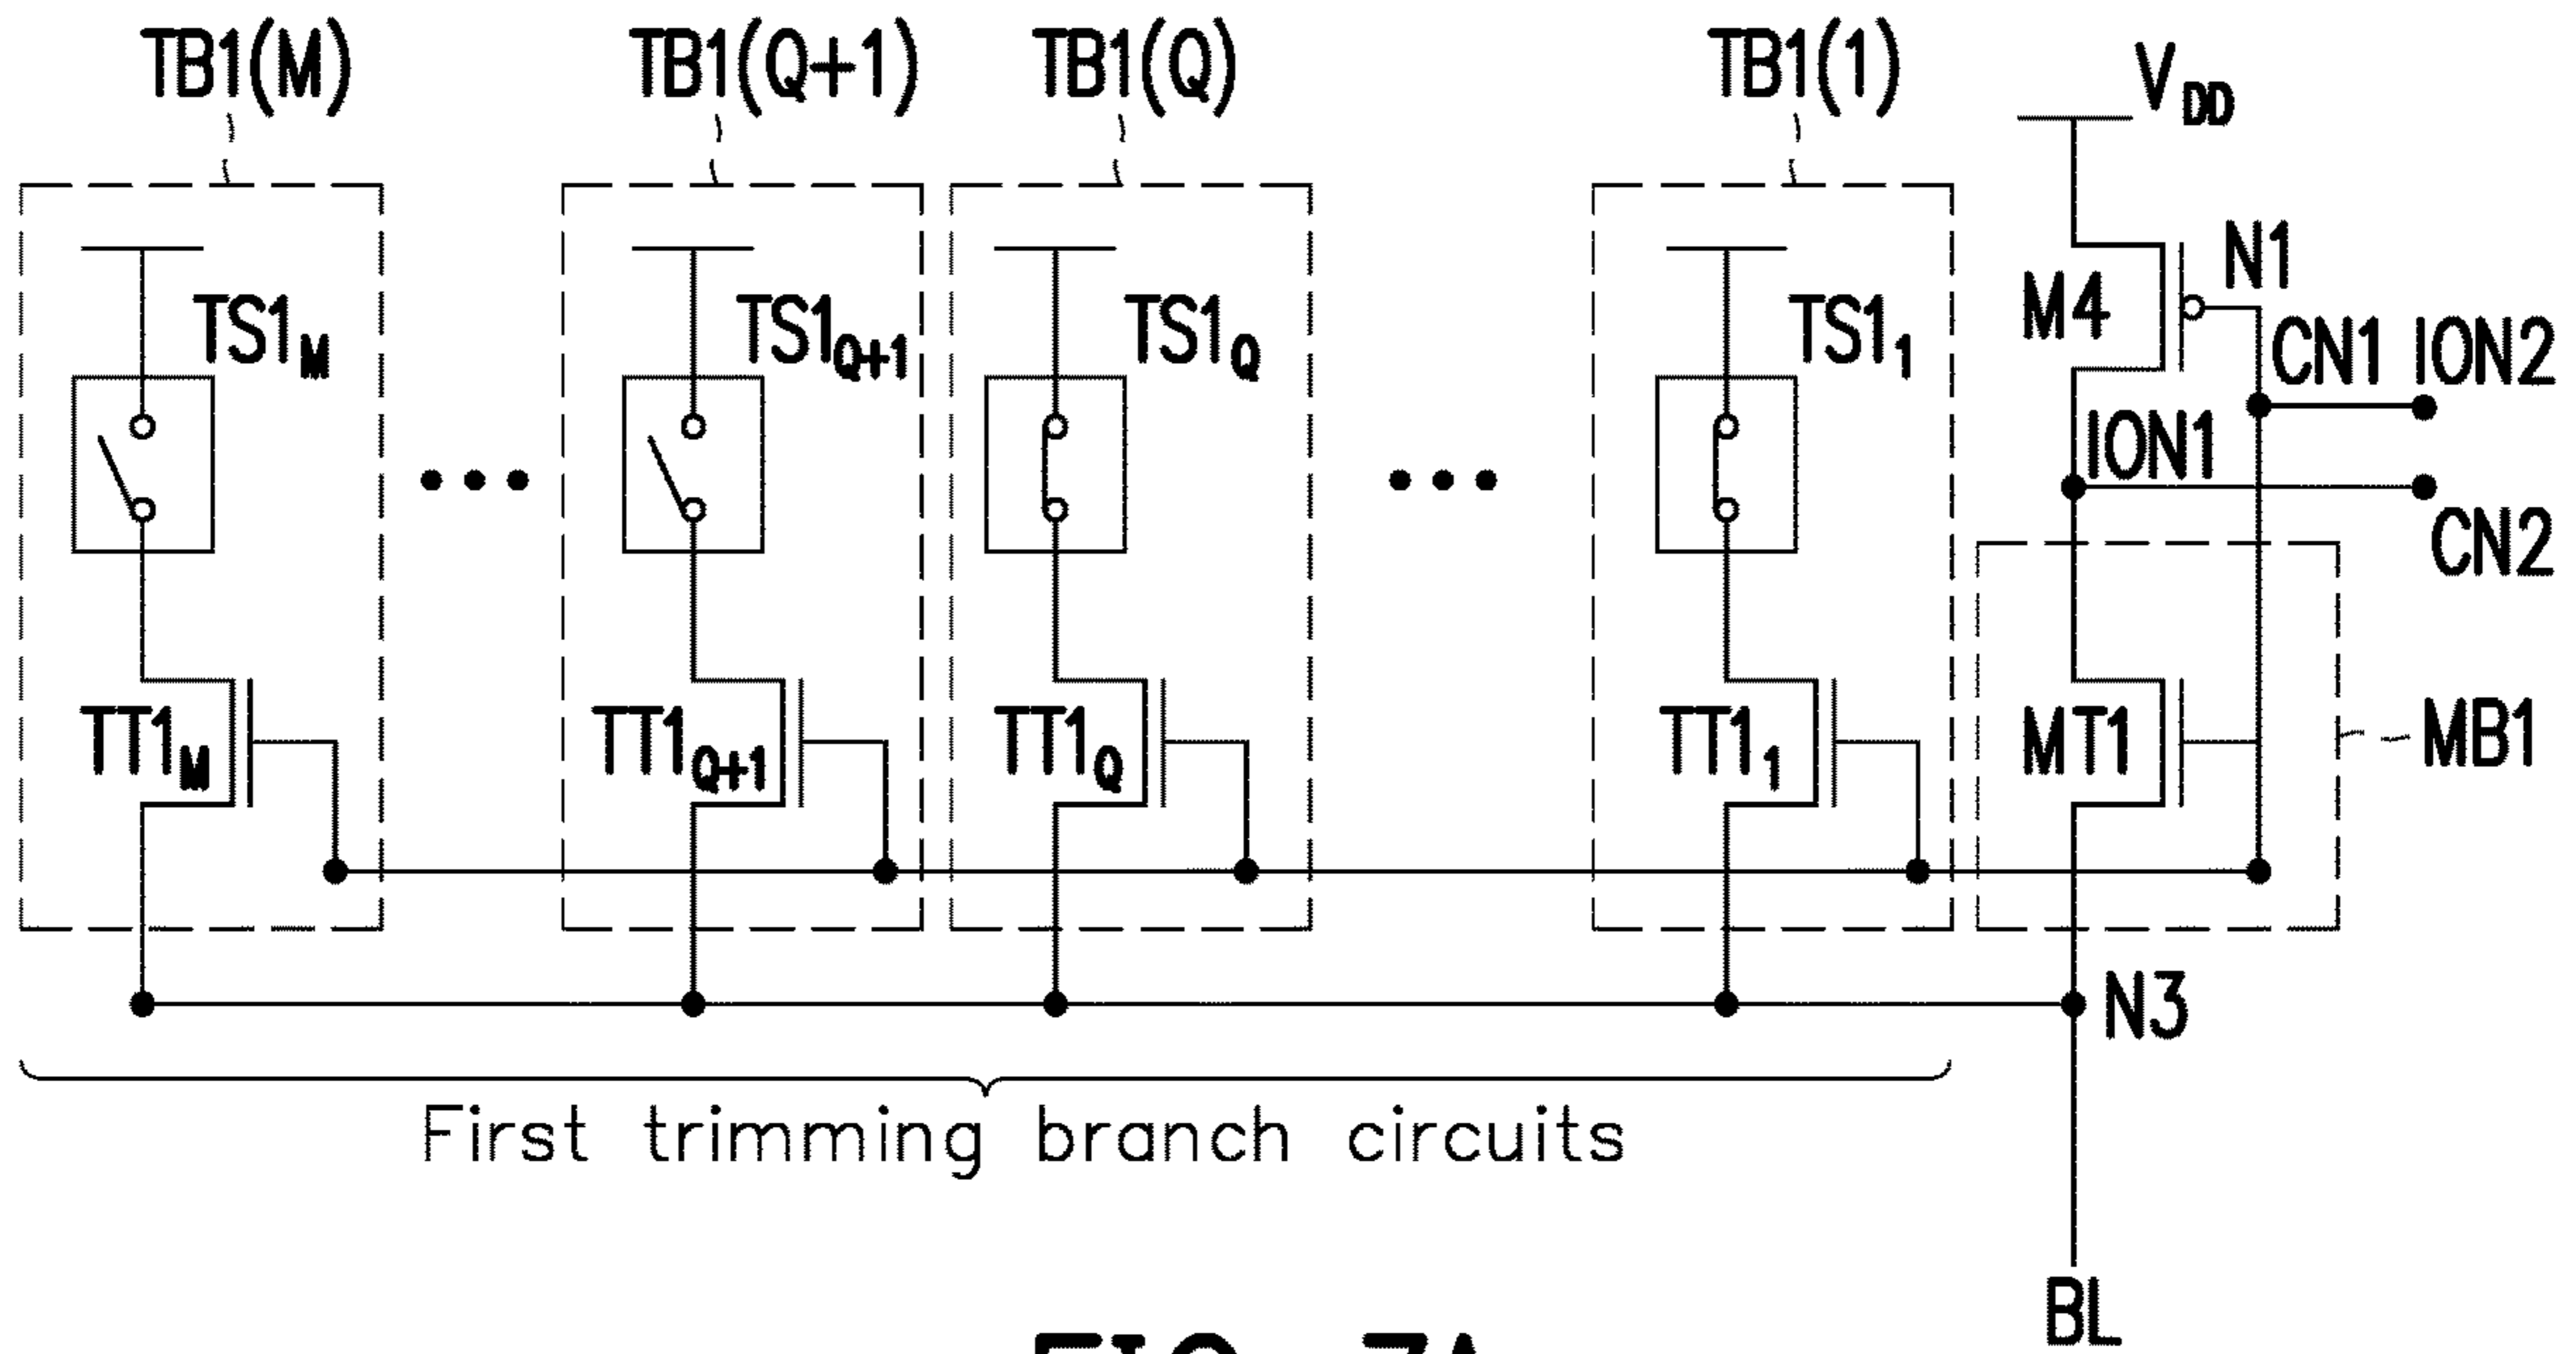 TB1(M) TB1(Q+1) TB1(Q) TB1(1) VDD
N1
TS1M TS1Q+1 TS1Q TS11 M4 CN1 ION2
ION1
CN2
TT1M TT1Q+1 TT1Q TT11 MT1 MB1
N3
First trimming branch circuits
BL